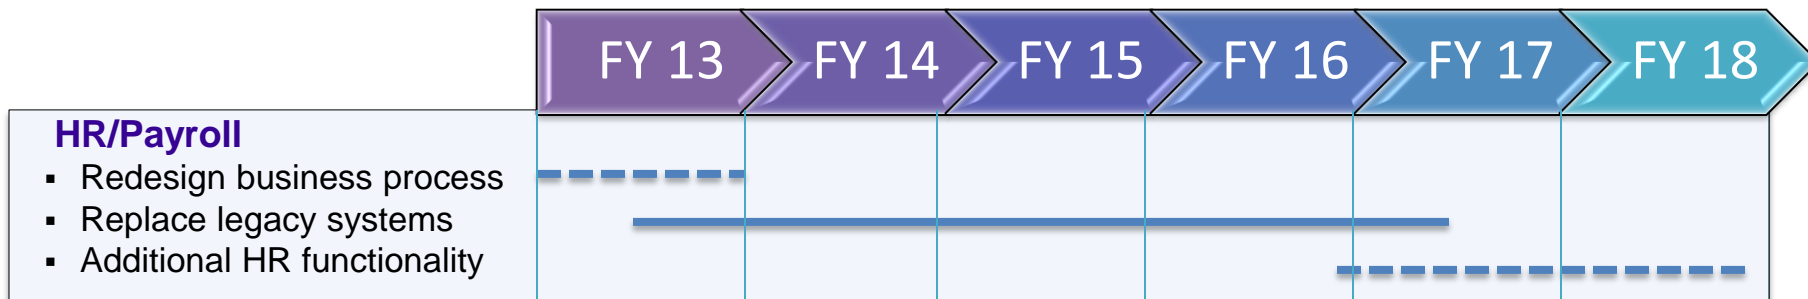 FY 13 FY 14 FY 15 FY 16 FY 17 FY 18
HR/Payroll
▪ Redesign business process
▪ Replace legacy systems
▪ Additional HR functionality